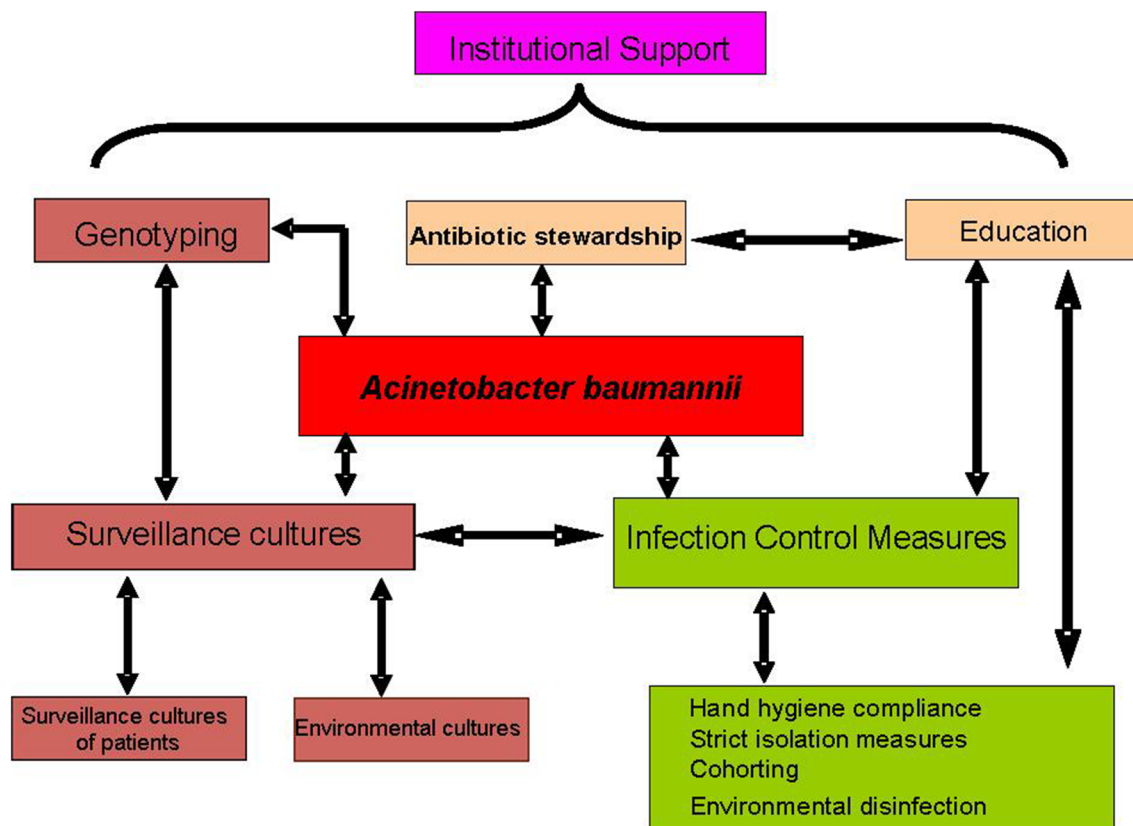 Institutional Support
Genotyping
Antibiotic stewardship
Education
Acinetobacter baumannii
Surveillance cultures
Infection Control Measures
Surveillance cultures
of patients
Environmental cultures
Hand hygiene compliance
Strict isolation measures
Cohorting
Environmental disinfection